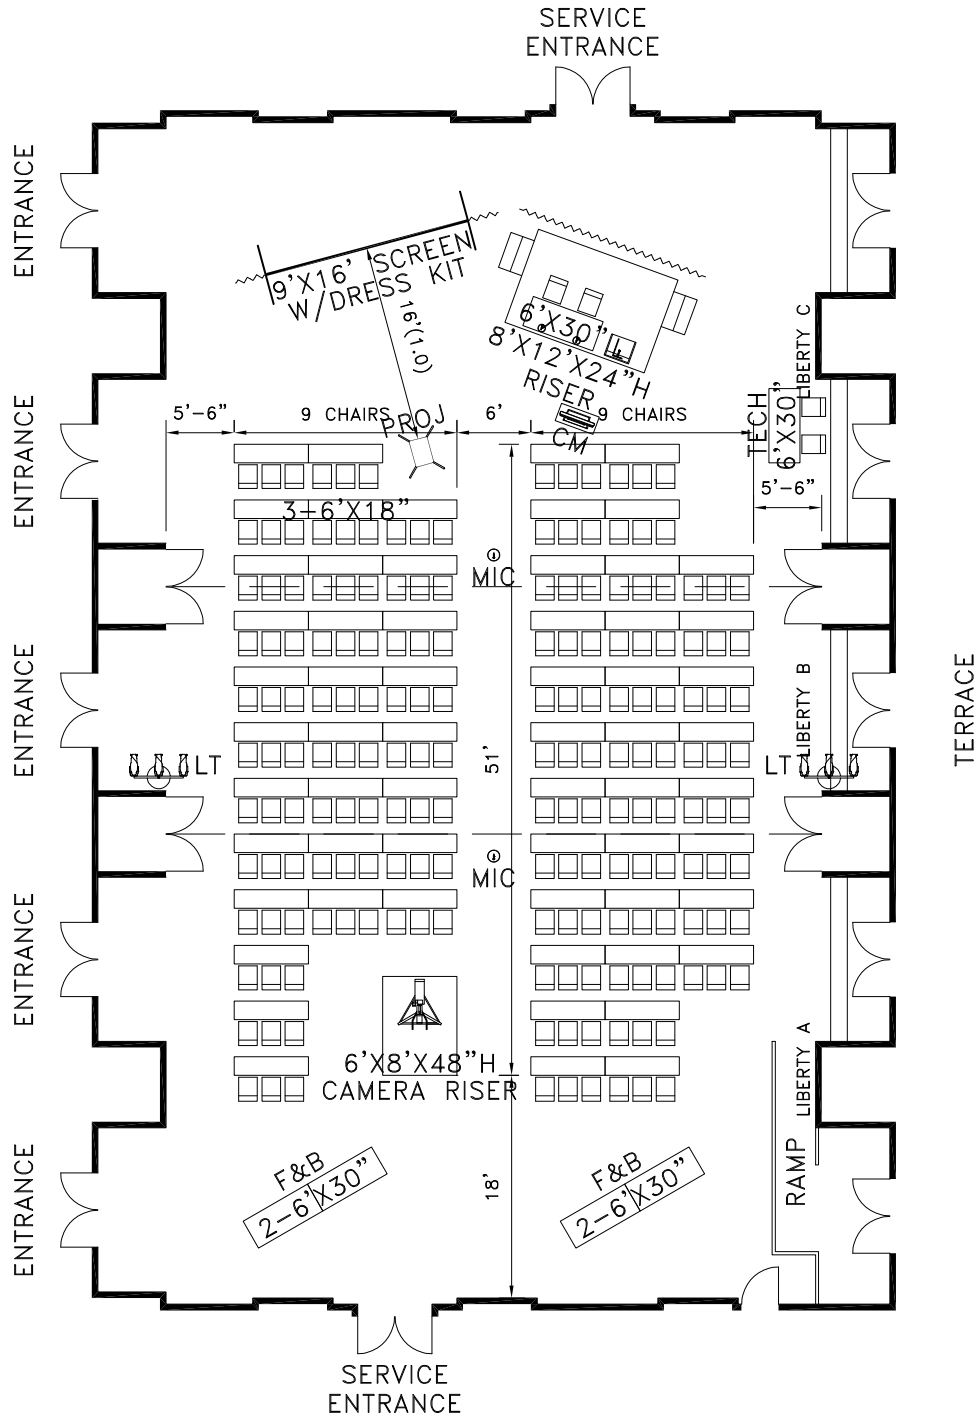 SERVICE
ENTRANCE
ENTRANCE
9'X16' SCREEN
W/DRESS KIT
16'(1.0)
6'X30"
L
8'X12'X24"H
RISER
CM
LIBERTY C
TECH
6'X30"
5'-6"
9 CHAIRS
PROJ
6'
9 CHAIRS
5'-6"
ENTRANCE
3-6'X18"
MIC
ENTRANCE
LIBERTY B
TERRACE
51'
LT
LT
MIC
ENTRANCE
6'X8'X48"H
CAMERA RISER
LIBERTY A
RAMP
ENTRANCE
F&B
2-6'X30"
18'
F&B
2-6'X30"
SERVICE
ENTRANCE